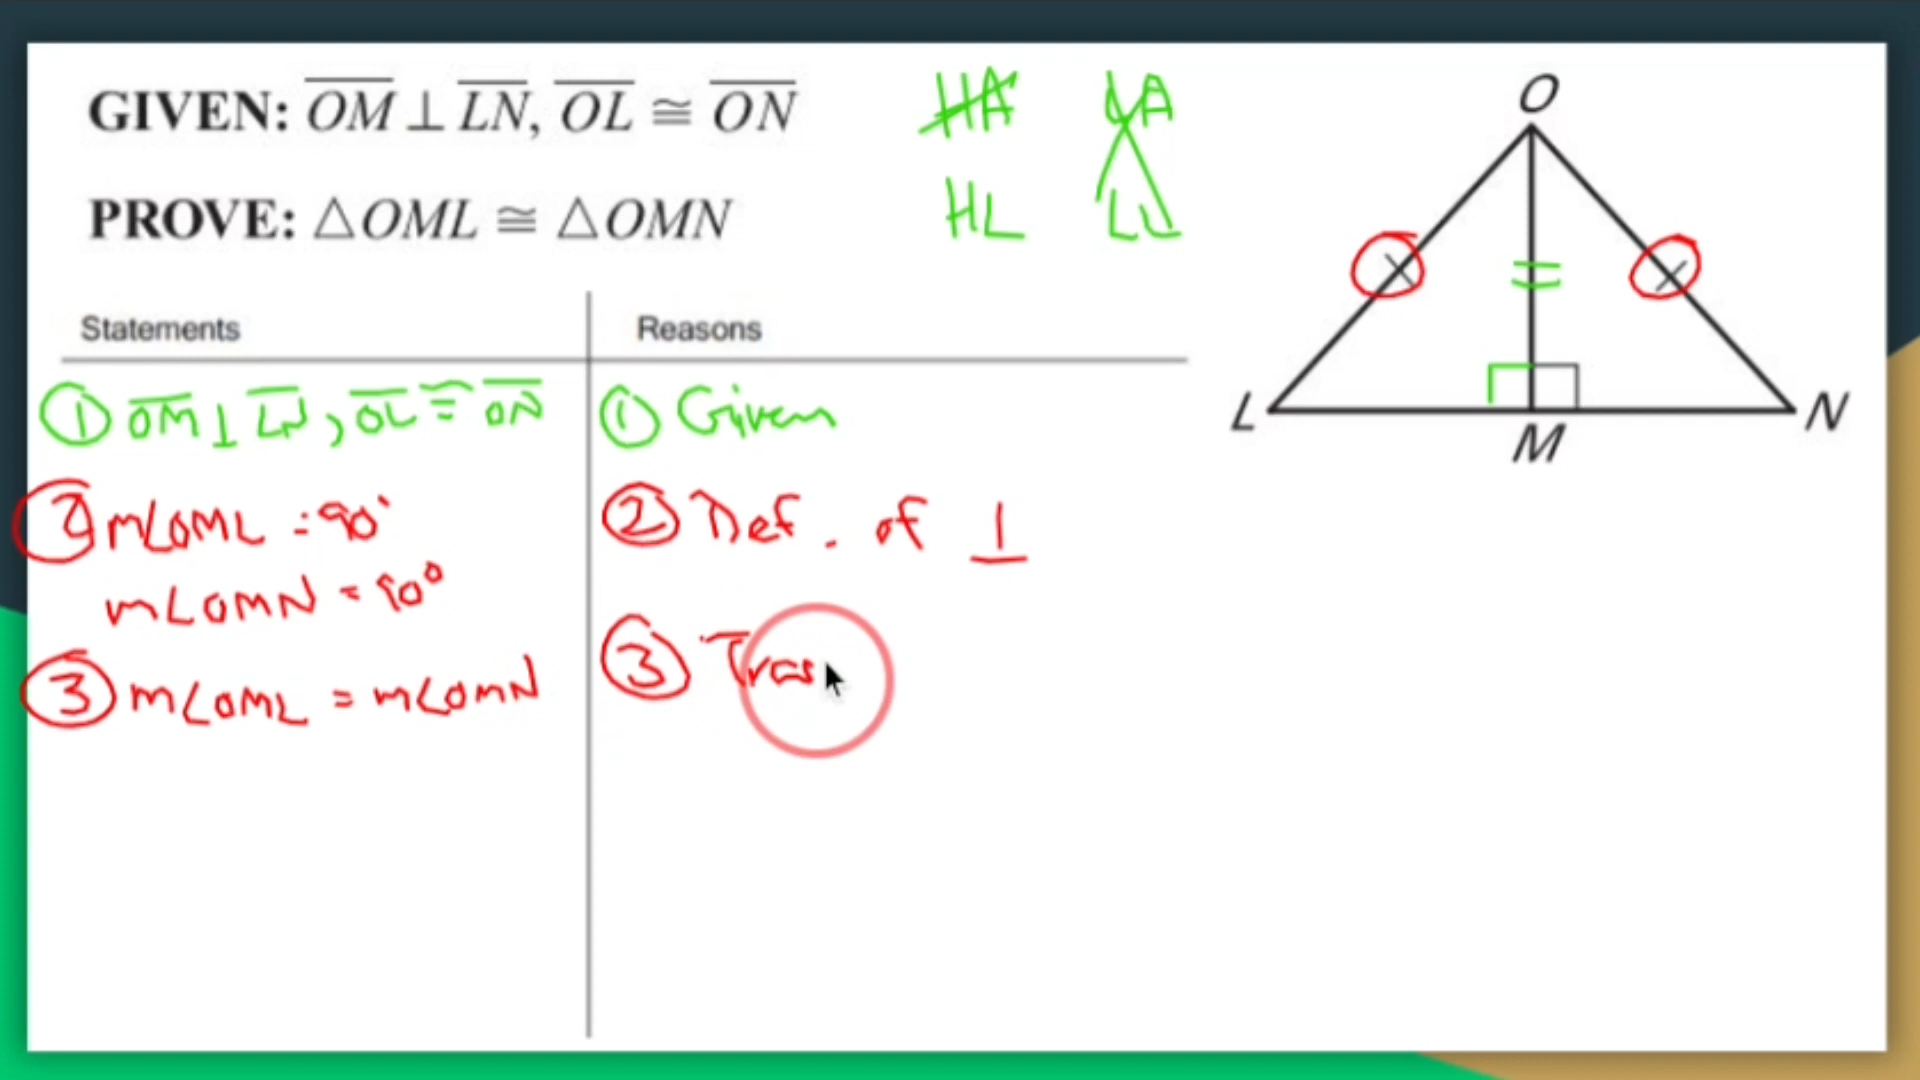 GIVEN: OM ⊥ LN, OL ≅ ON
PROVE: △OML ≅ △OMN
HA LA
HL LL
O
L
M
N
Statements Reasons
① OM ⊥ LN, OL ≅ ON ① Given
② m∠OML = 90° ② Def. of ⊥
m∠OMN = 90°
③ m∠OML = m∠OMN ③ Tras